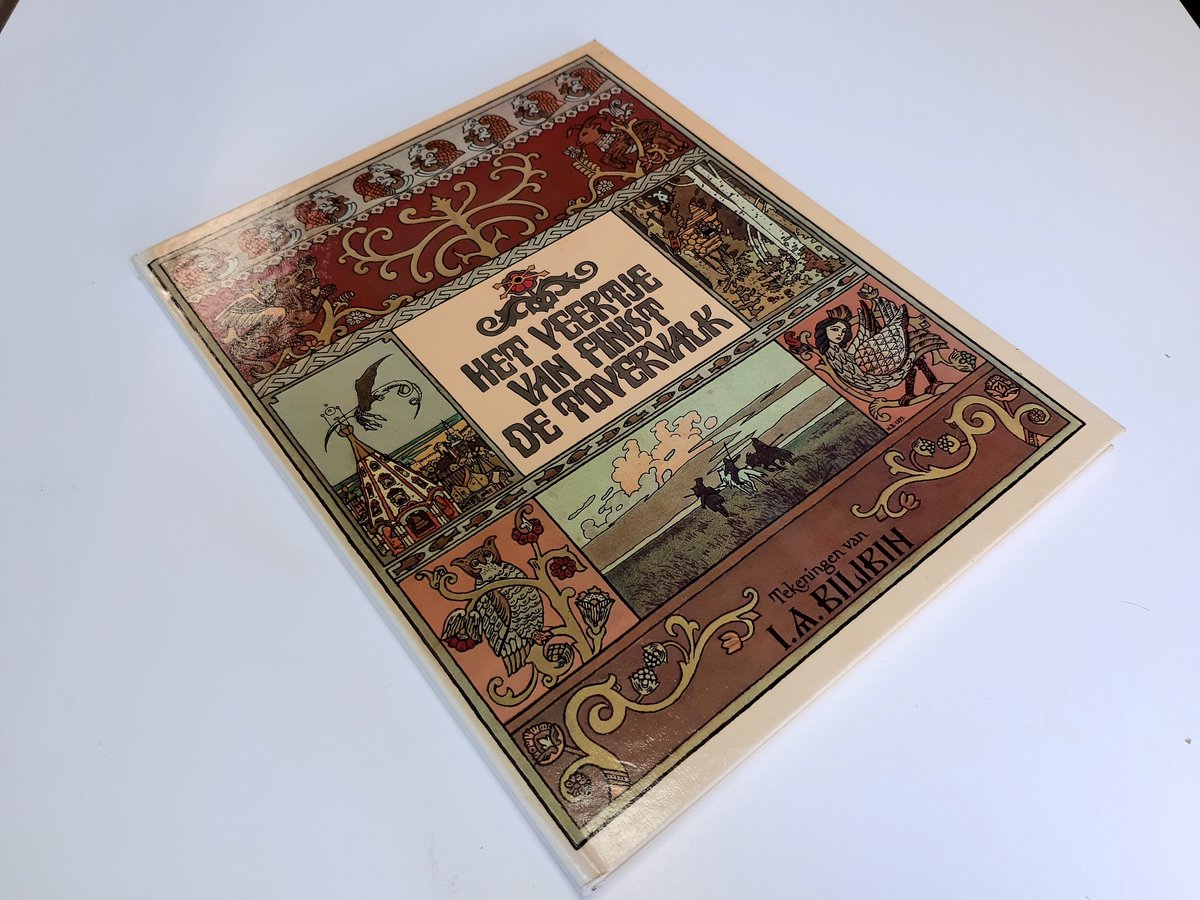 HET VEERTJE
VAN FINIST
DE TOVERVALK
Tekeningen van
I.A. BILIBIN